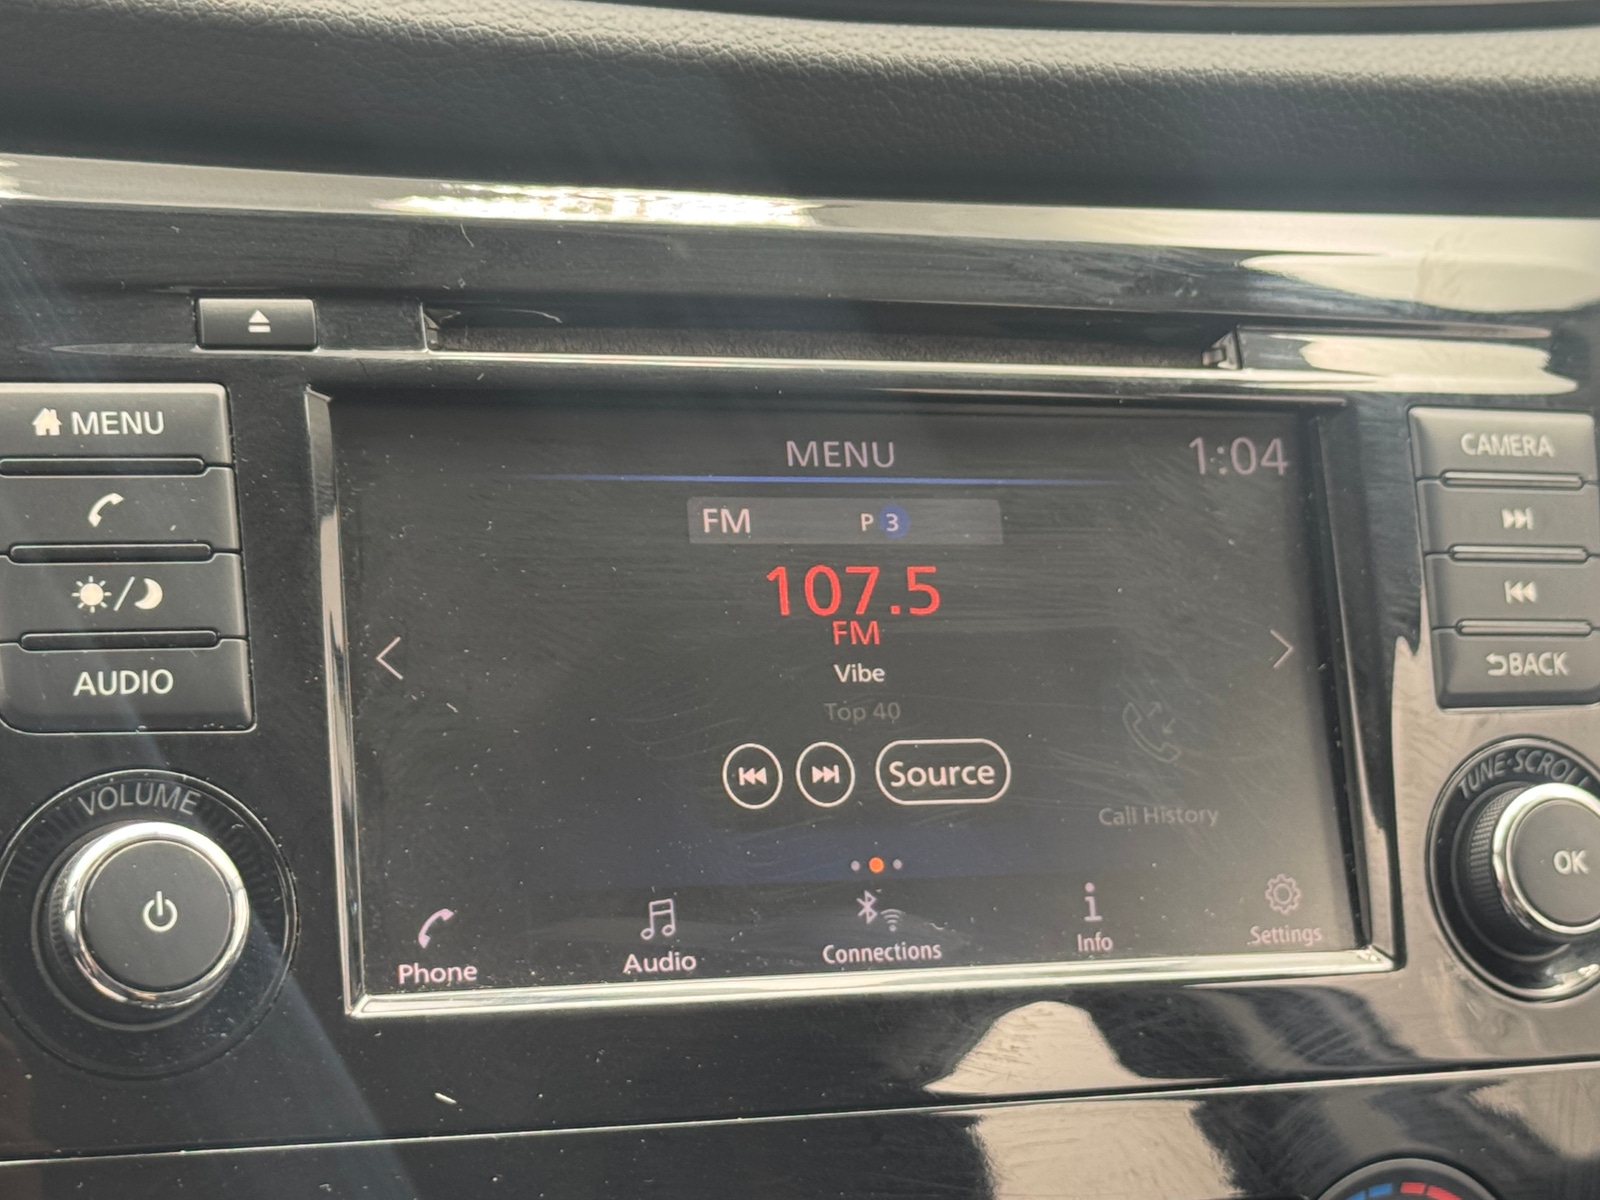 MENU
AUDIO
VOLUME
MENU
1:04
FM P 3
107.5
FM
Vibe
Top 40
Source
Call History
Phone
Audio
Connections
Info
Settings
CAMERA
BACK
TUNE·SCROLL
OK